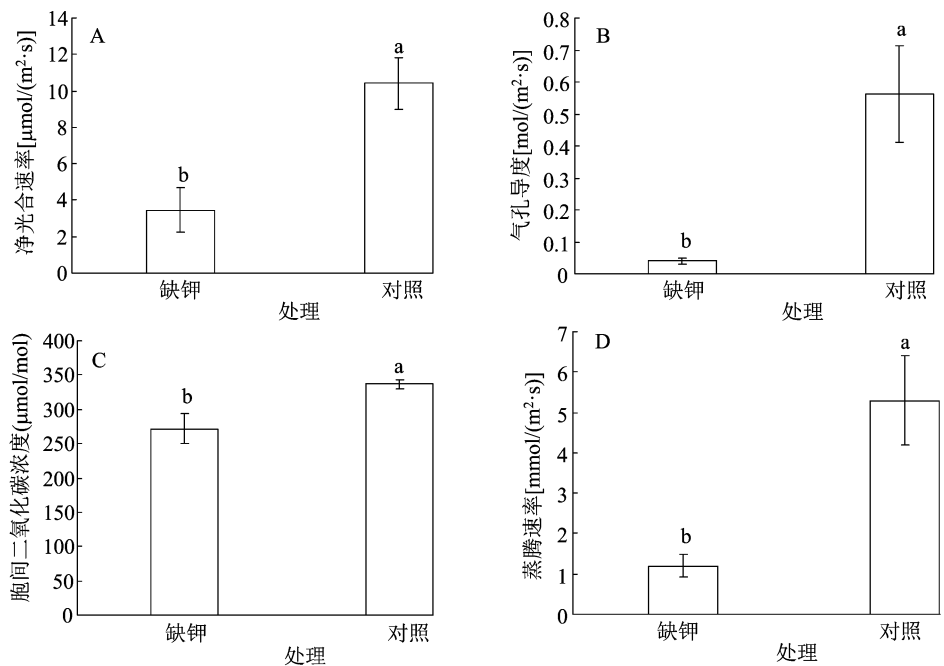 A
净光合速率[μmol/(m²·s)]
14
12
10
8
6
4
2
0
b
a
缺钾
对照
处理
B
气孔导度[mol/(m²·s)]
0.8
0.7
0.6
0.5
0.4
0.3
0.2
0.1
0
b
a
缺钾
对照
处理
C
胞间二氧化碳浓度(μmol/mol)
400
350
300
250
200
150
100
50
0
b
a
缺钾
对照
处理
D
蒸腾速率[mmol/(m²·s)]
7
6
5
4
3
2
1
0
b
a
缺钾
对照
处理